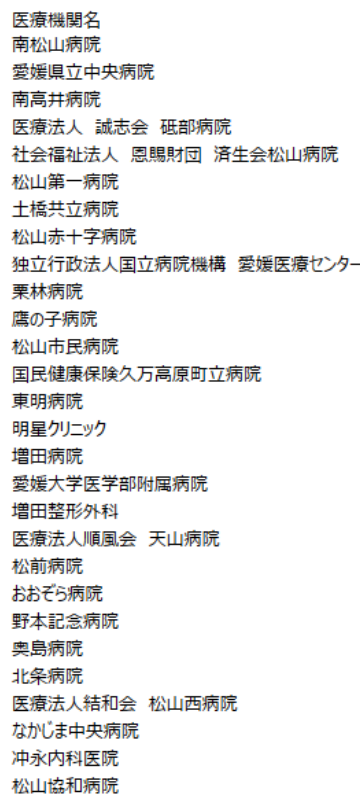 医療機関名
南松山病院
愛媛県立中央病院
南高井病院
医療法人　誠志会　砥部病院
社会福祉法人　恩賜財団　済生会松山病院
松山第一病院
土橋共立病院
松山赤十字病院
独立行政法人国立病院機構　愛媛医療センター
栗林病院
鷹の子病院
松山市民病院
国民健康保険久万高原町立病院
東明病院
明星クリニック
増田病院
愛媛大学医学部附属病院
増田整形外科
医療法人順風会　天山病院
松前病院
おおぞら病院
野本記念病院
奥島病院
北条病院
医療法人結和会　松山西病院
なかじま中央病院
冲永内科医院
松山協和病院